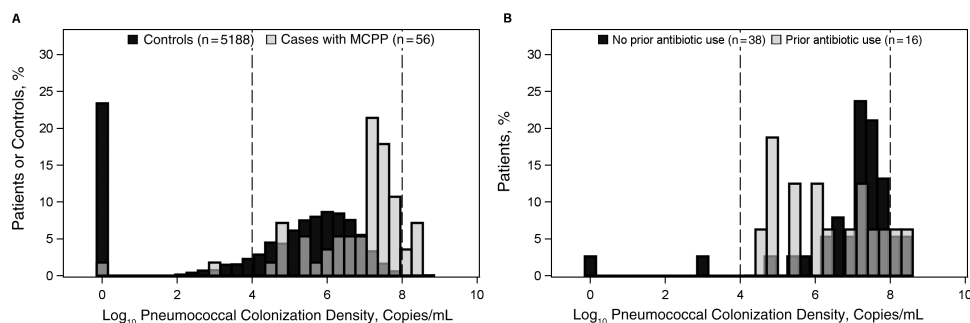 A
Controls (n=5188) Cases with MCPP (n=56)
Patients or Controls, %
30
25
20
15
10
5
0
0 2 4 6 8 10
Log10 Pneumococcal Colonization Density, Copies/mL
B
No prior antibiotic use (n=38) Prior antibiotic use (n=16)
Patients, %
30
25
20
15
10
5
0
0 2 4 6 8 10
Log10 Pneumococcal Colonization Density, Copies/mL